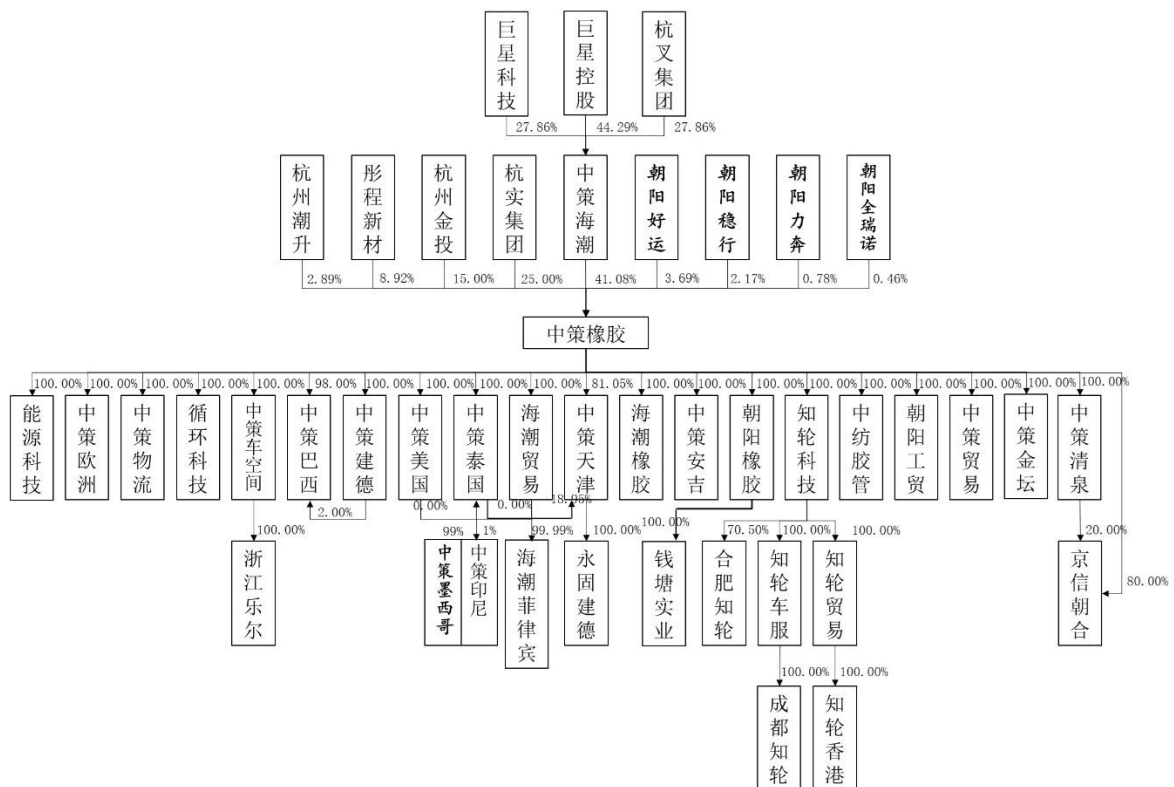 巨星科技
巨星控股
杭叉集团
27.86%
44.29%
27.86%
杭州潮升
彤程新材
杭州金投
杭实集团
中策海潮
朝阳好运
朝阳稳行
朝阳力奔
朝阳全瑞诺
2.89%
8.92%
15.00%
25.00%
41.08%
3.69%
2.17%
0.78%
0.46%
中策橡胶
100.00%
100.00%
100.00%
100.00%
100.00%
98.00%
100.00%
100.00%
100.00%
100.00%
81.05%
100.00%
100.00%
100.00%
100.00%
100.00%
100.00%
100.00%
100.00%
100.00%
能源科技
中策欧洲
中策物流
循环科技
中策车空间
中策巴西
中策建德
中策美国
中策泰国
海潮贸易
中策天津
海潮橡胶
中策安吉
朝阳橡胶
知轮科技
中纺胶管
朝阳工贸
中策贸易
中策金坛
中策清泉
2.00%
0.00%
0.00%
18.95%
100.00%
99%
1%
99.99%
100.00%
100.00%
70.50%
100.00%
100.00%
20.00%
80.00%
浙江乐尔
中策墨西哥
中策印尼
海潮菲律宾
永固建德
钱塘实业
合肥知轮
知轮车服
知轮贸易
京信朝合
100.00%
100.00%
成都知轮
知轮香港